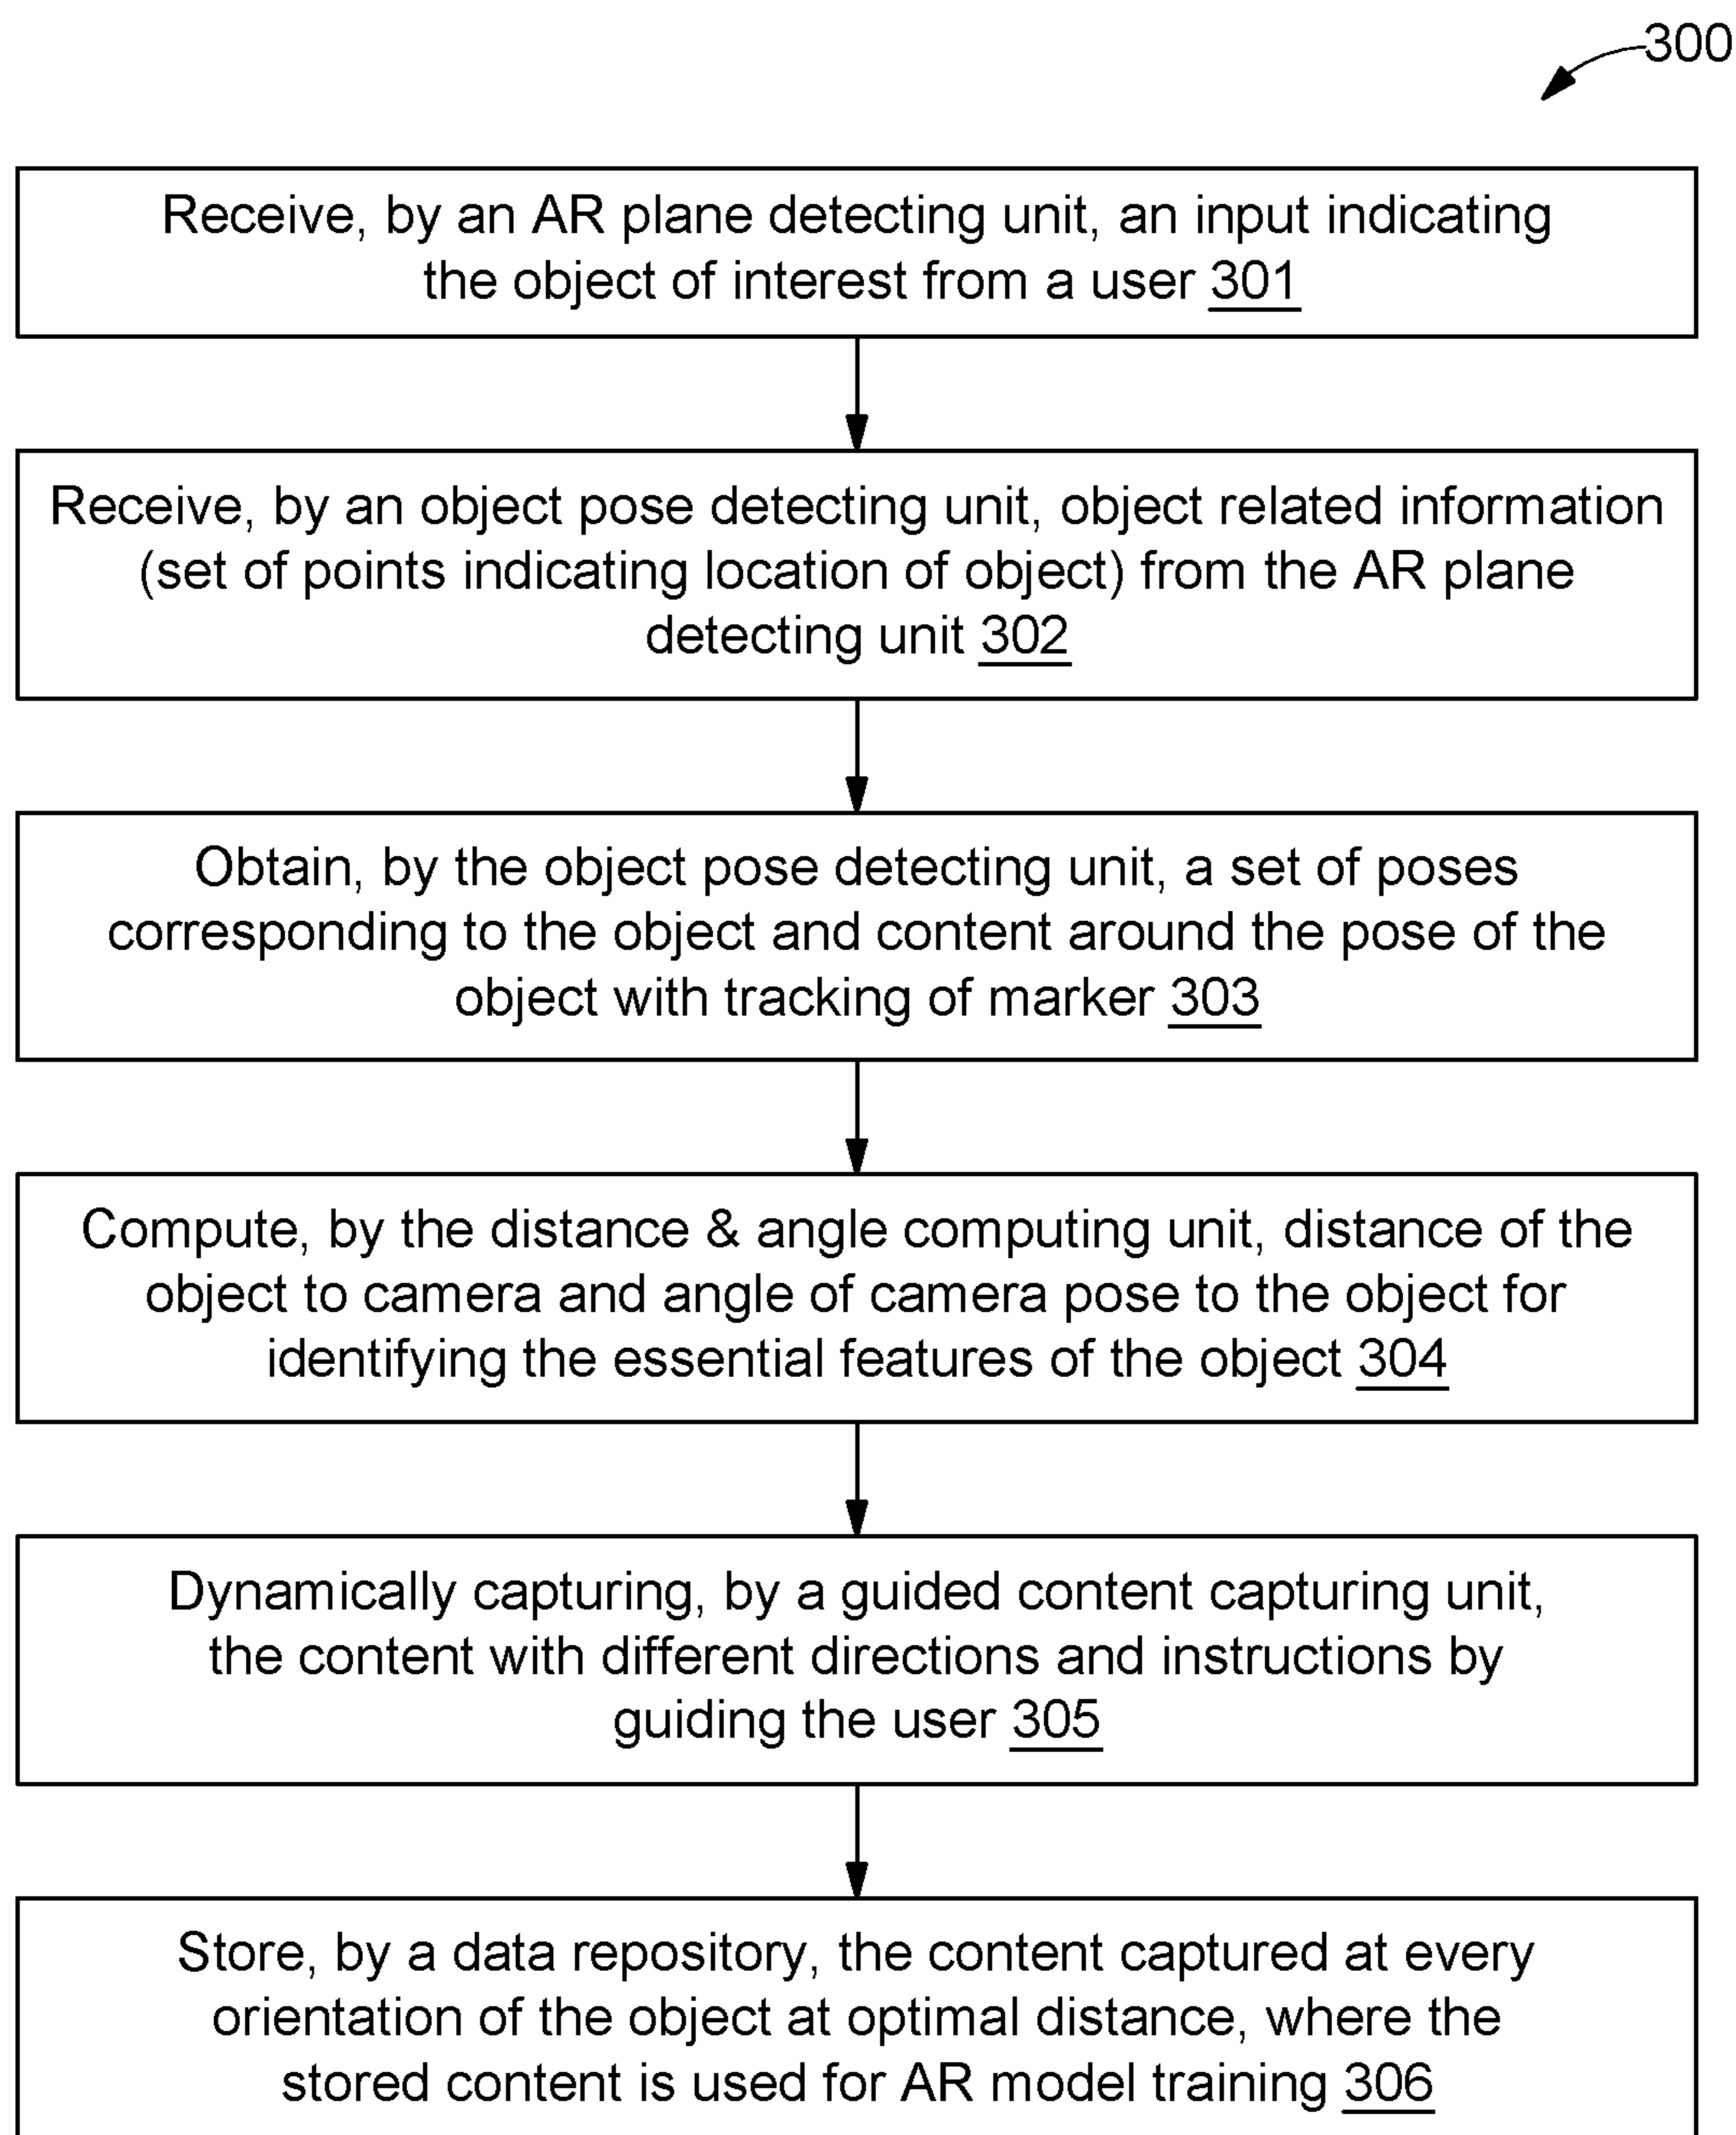 300
Receive, by an AR plane detecting unit, an input indicating
the object of interest from a user 301
Receive, by an object pose detecting unit, object related information
(set of points indicating location of object) from the AR plane
detecting unit 302
Obtain, by the object pose detecting unit, a set of poses
corresponding to the object and content around the pose of the
object with tracking of marker 303
Compute, by the distance & angle computing unit, distance of the
object to camera and angle of camera pose to the object for
identifying the essential features of the object 304
Dynamically capturing, by a guided content capturing unit,
the content with different directions and instructions by
guiding the user 305
Store, by a data repository, the content captured at every
orientation of the object at optimal distance, where the
stored content is used for AR model training 306